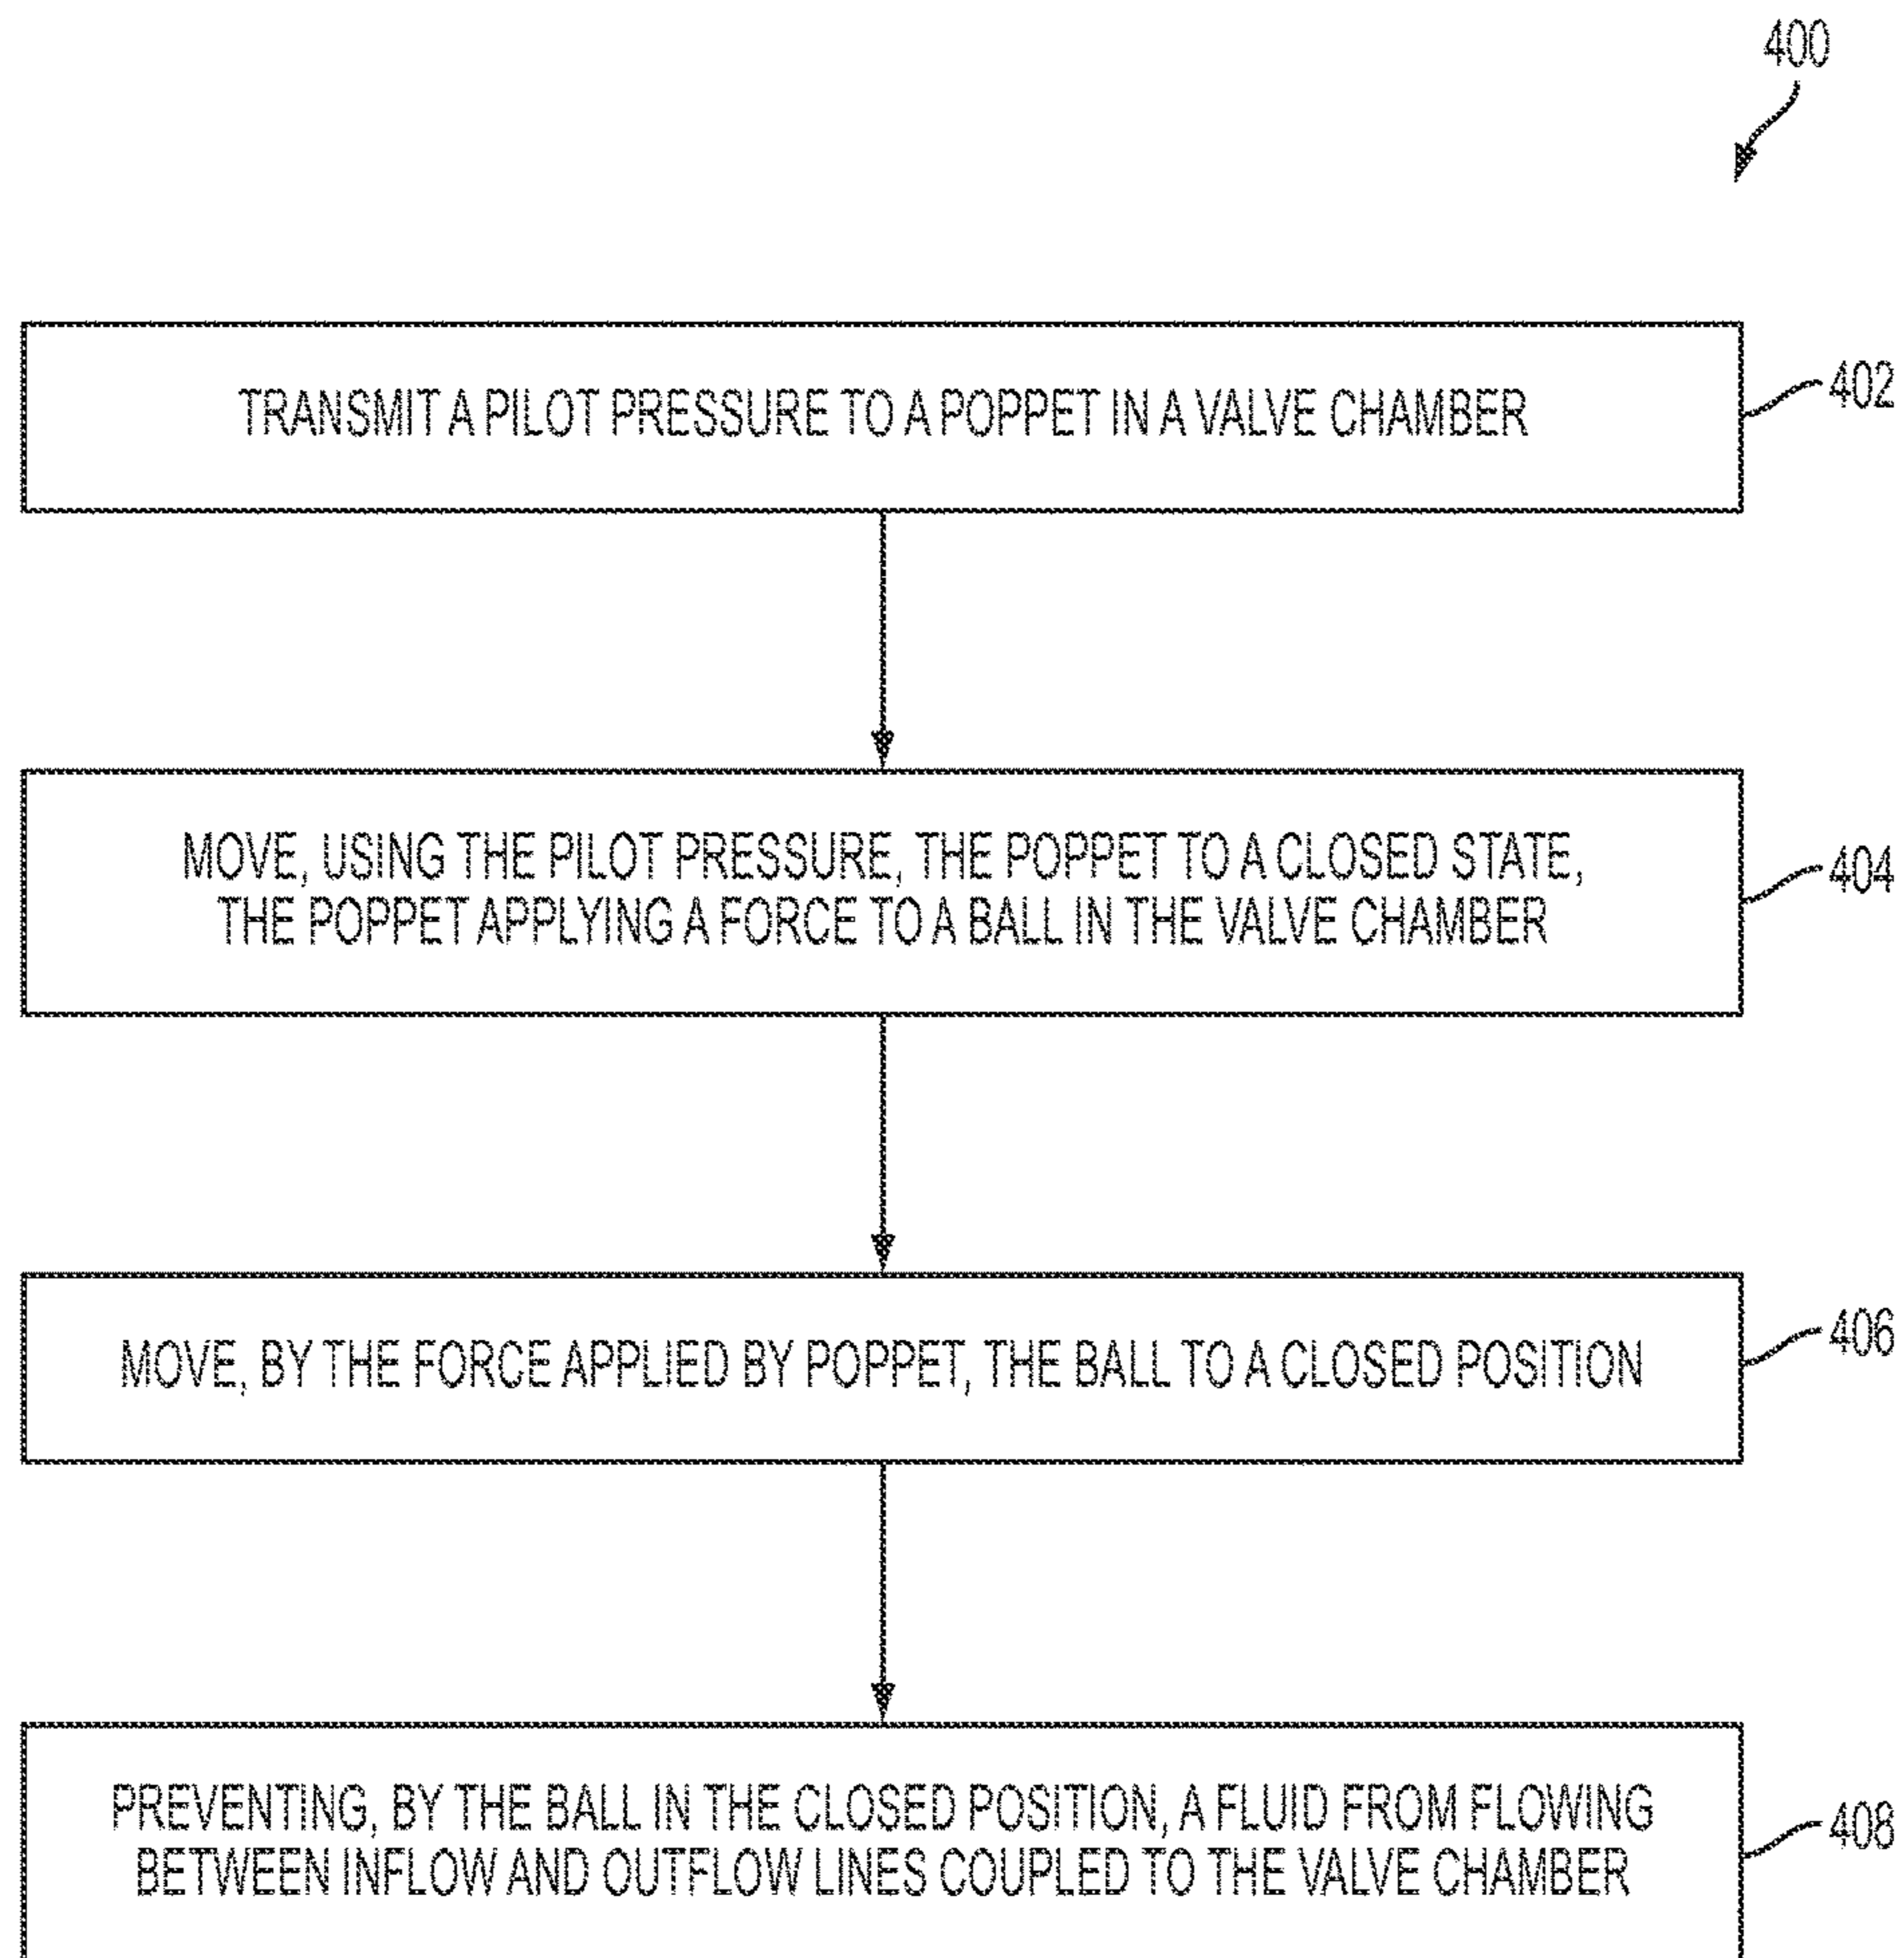 400
TRANSMIT A PILOT PRESSURE TO A POPPET IN A VALVE CHAMBER
402
MOVE, USING THE PILOT PRESSURE, THE POPPET TO A CLOSED STATE,
THE POPPET APPLYING A FORCE TO A BALL IN THE VALVE CHAMBER
404
MOVE, BY THE FORCE APPLIED BY POPPET, THE BALL TO A CLOSED POSITION
406
PREVENTING, BY THE BALL IN THE CLOSED POSITION, A FLUID FROM FLOWING
BETWEEN INFLOW AND OUTFLOW LINES COUPLED TO THE VALVE CHAMBER
408